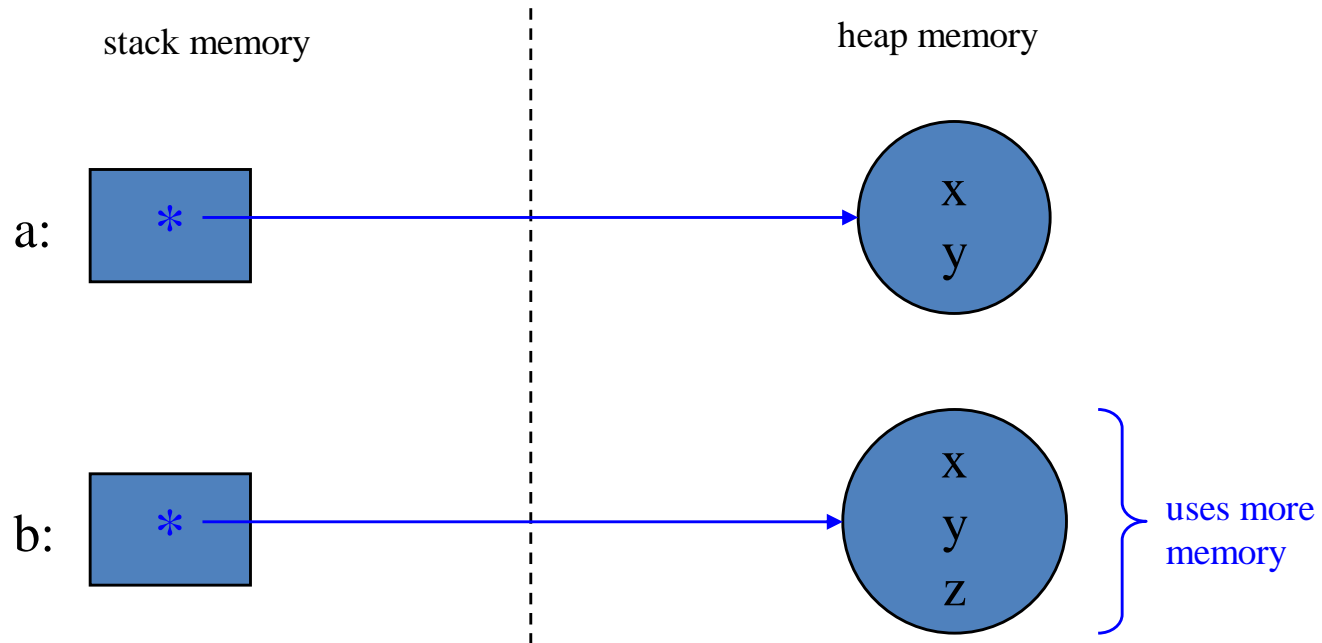 stack memory
heap memory
a:
*
x
y
b:
*
x
y
z
uses more
memory